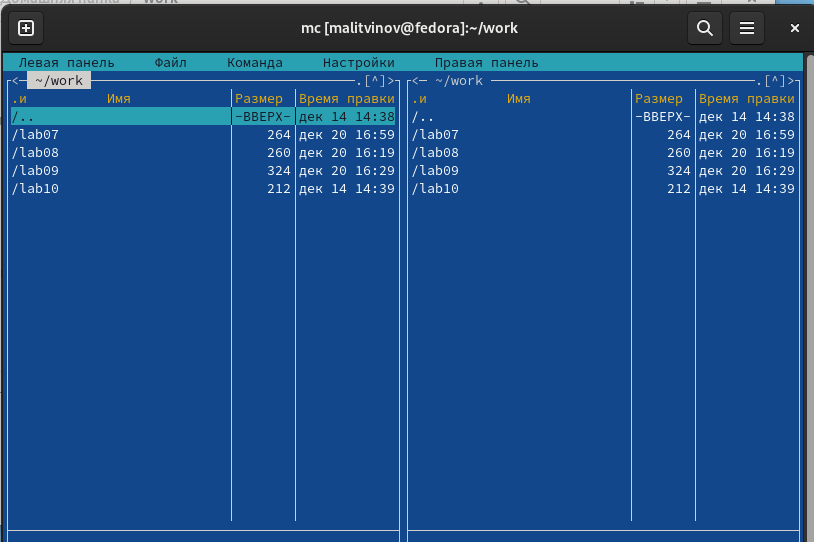 mc [malitvinov@fedora]:~/work
Левая панель Файл Команда Настройки Правая панель
<─ ~/work .[^]> <─ ~/work .[^]>
.и Имя Размер Время правки .и Имя Размер Время правки
/.. -ВВЕРХ- дек 14 14:38 /.. -ВВЕРХ- дек 14 14:38
/lab07 264 дек 20 16:59 /lab07 264 дек 20 16:59
/lab08 260 дек 20 16:19 /lab08 260 дек 20 16:19
/lab09 324 дек 20 16:29 /lab09 324 дек 20 16:29
/lab10 212 дек 14 14:39 /lab10 212 дек 14 14:39